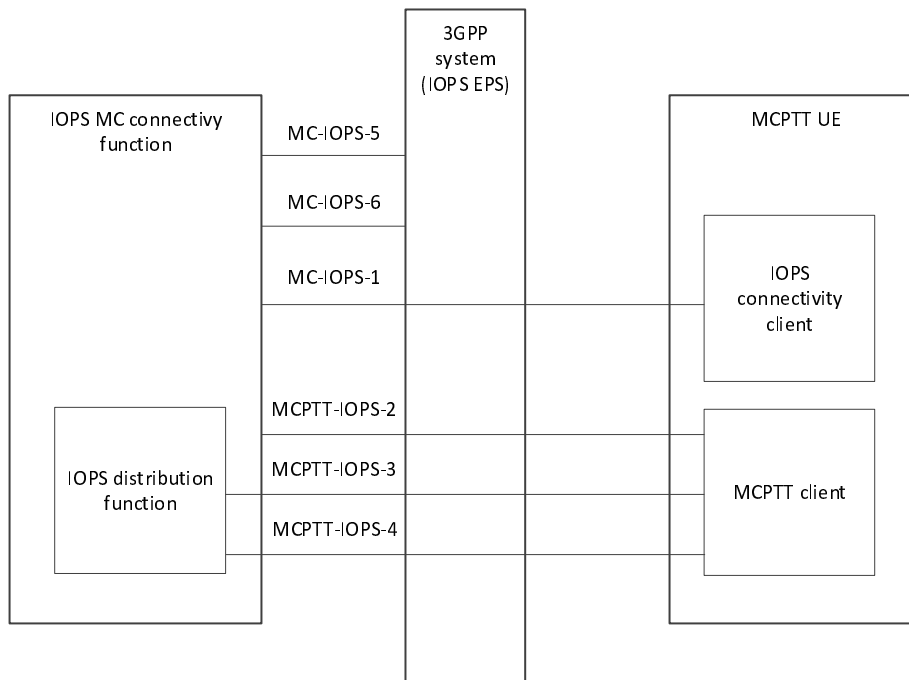 3GPP
system
(IOPS EPS)
IOPS MC connectivy
function
MC-IOPS-5
MCPTT UE
MC-IOPS-6
MC-IOPS-1
IOPS
connectivity
client
MCPTT-IOPS-2
IOPS distribution
function
MCPTT-IOPS-3
MCPTT client
MCPTT-IOPS-4